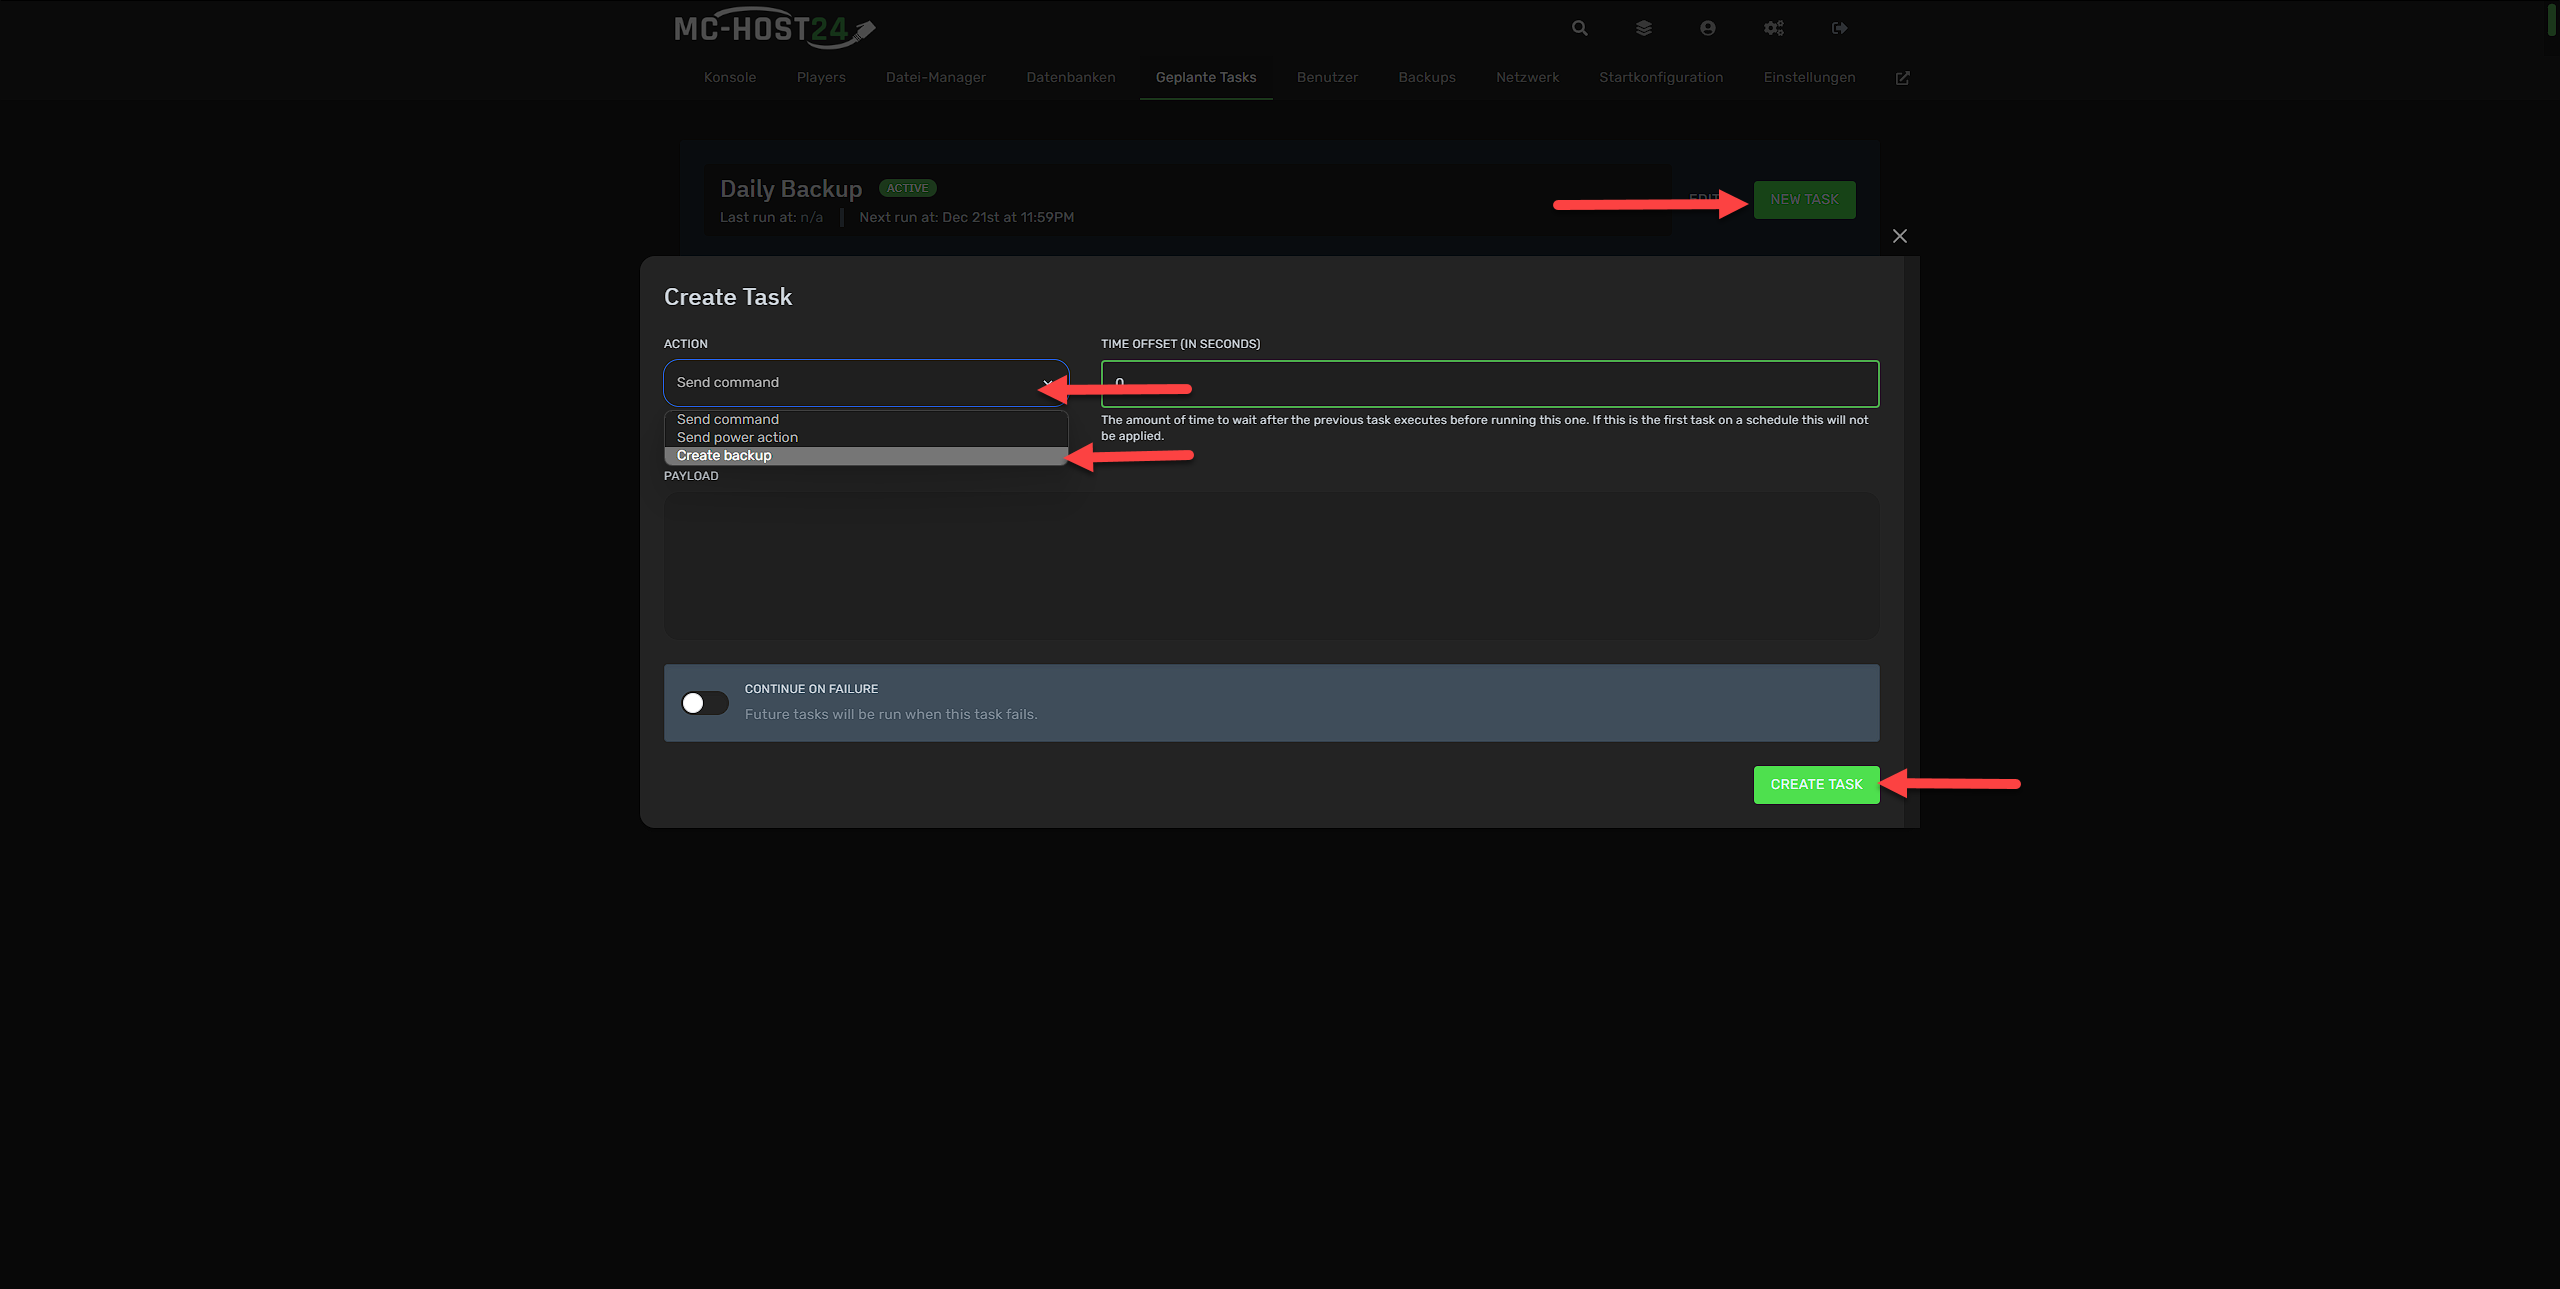 MC-HOST24
Konsole
Players
Datei-Manager
Datenbanken
Geplante Tasks
Benutzer
Backups
Netzwerk
Startkonfiguration
Einstellungen
Daily Backup ACTIVE
Last run at: n/a
Next run at: Dec 21st at 11:59PM
EDIT
NEW TASK
Create Task
ACTION
Send command
Send command
Send power action
Create backup
TIME OFFSET (IN SECONDS)
0
The amount of time to wait after the previous task executes before running this one. If this is the first task on a schedule this will not
be applied.
PAYLOAD
CONTINUE ON FAILURE
Future tasks will be run when this task fails.
CREATE TASK